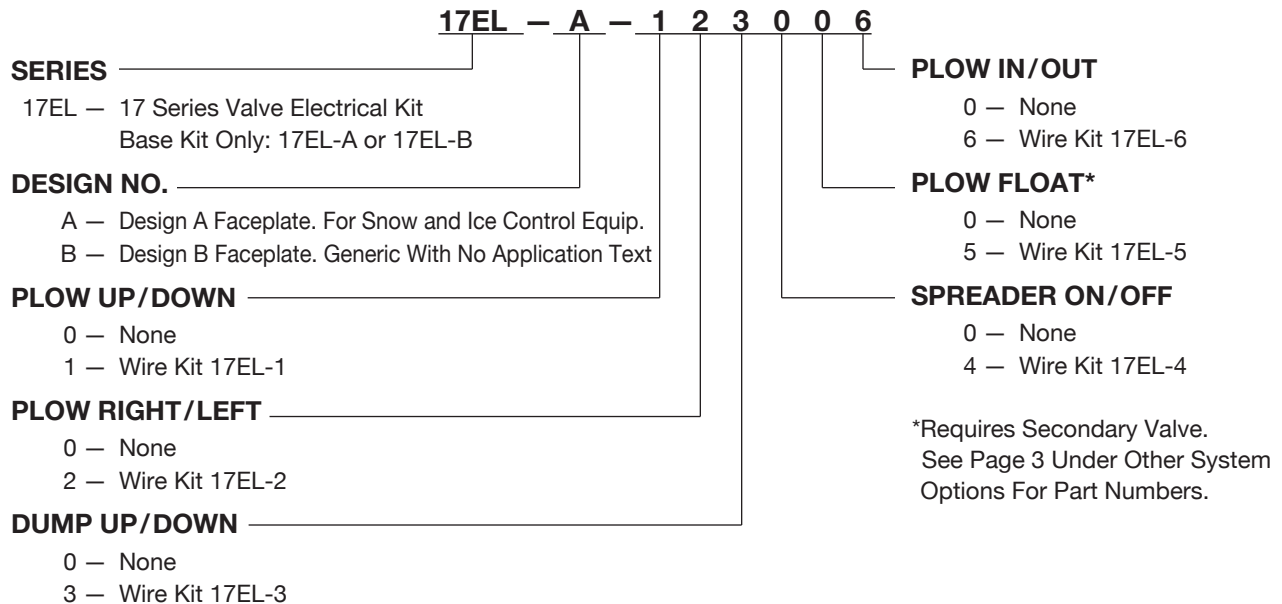 17EL — A — 1 2 3 0 0 6
SERIES
17EL — 17 Series Valve Electrical Kit
Base Kit Only: 17EL-A or 17EL-B
DESIGN NO.
A — Design A Faceplate. For Snow and Ice Control Equip.
B — Design B Faceplate. Generic With No Application Text
PLOW UP/DOWN
0 — None
1 — Wire Kit 17EL-1
PLOW RIGHT/LEFT
0 — None
2 — Wire Kit 17EL-2
DUMP UP/DOWN
0 — None
3 — Wire Kit 17EL-3
PLOW IN/OUT
0 — None
6 — Wire Kit 17EL-6
PLOW FLOAT*
0 — None
5 — Wire Kit 17EL-5
SPREADER ON/OFF
0 — None
4 — Wire Kit 17EL-4
*Requires Secondary Valve.
See Page 3 Under Other System
Options For Part Numbers.